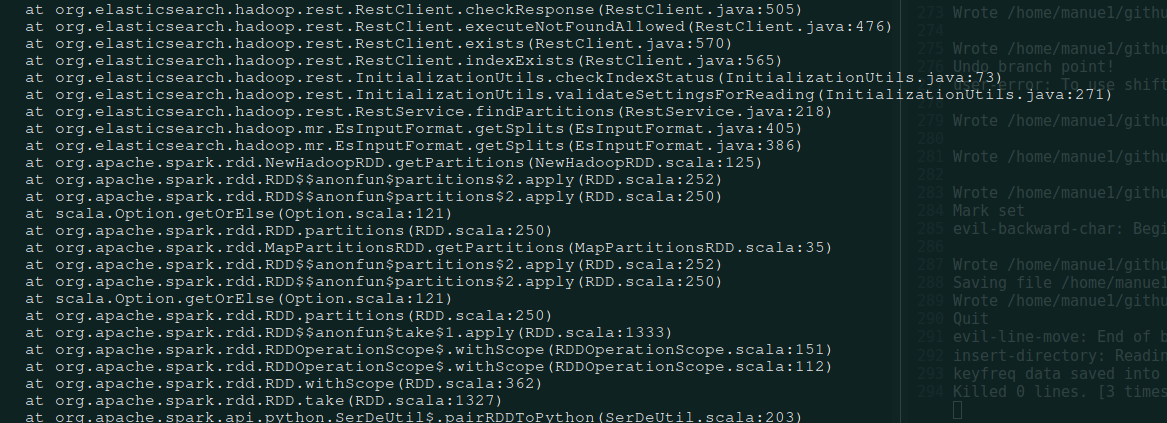 at org.elasticsearch.hadoop.rest.RestClient.checkResponse(RestClient.java:505)
at org.elasticsearch.hadoop.rest.RestClient.executeNotFoundAllowed(RestClient.java:476)
at org.elasticsearch.hadoop.rest.RestClient.exists(RestClient.java:570)
at org.elasticsearch.hadoop.rest.RestClient.indexExists(RestClient.java:565)
at org.elasticsearch.hadoop.rest.InitializationUtils.checkIndexStatus(InitializationUtils.java:73)
at org.elasticsearch.hadoop.rest.InitializationUtils.validateSettingsForReading(InitializationUtils.java:271)
at org.elasticsearch.hadoop.rest.RestService.findPartitions(RestService.java:218)
at org.elasticsearch.hadoop.mr.EsInputFormat.getSplits(EsInputFormat.java:405)
at org.elasticsearch.hadoop.mr.EsInputFormat.getSplits(EsInputFormat.java:386)
at org.apache.spark.rdd.NewHadoopRDD.getPartitions(NewHadoopRDD.scala:125)
at org.apache.spark.rdd.RDD$$anonfun$partitions$2.apply(RDD.scala:252)
at org.apache.spark.rdd.RDD$$anonfun$partitions$2.apply(RDD.scala:250)
at scala.Option.getOrElse(Option.scala:121)
at org.apache.spark.rdd.RDD.partitions(RDD.scala:250)
at org.apache.spark.rdd.MapPartitionsRDD.getPartitions(MapPartitionsRDD.scala:35)
at org.apache.spark.rdd.RDD$$anonfun$partitions$2.apply(RDD.scala:252)
at org.apache.spark.rdd.RDD$$anonfun$partitions$2.apply(RDD.scala:250)
at scala.Option.getOrElse(Option.scala:121)
at org.apache.spark.rdd.RDD.partitions(RDD.scala:250)
at org.apache.spark.rdd.RDD$$anonfun$take$1.apply(RDD.scala:1333)
at org.apache.spark.rdd.RDDOperationScope$.withScope(RDDOperationScope.scala:151)
at org.apache.spark.rdd.RDDOperationScope$.withScope(RDDOperationScope.scala:112)
at org.apache.spark.rdd.RDD.withScope(RDD.scala:362)
at org.apache.spark.rdd.RDD.take(RDD.scala:1327)
at org.apache.spark.api.python.SerDeUtil$.pairRDDToPython(SerDeUtil.scala:203)
273 Wrote /home/manuel/githu
274
275 Wrote /home/manuel/githu
276 Undo branch point!
user-error: To use shift
279 Wrote /home/manuel/githu
280
281 Wrote /home/manuel/githu
282
283 Wrote /home/manuel/githu
284 Mark set
285 evil-backward-char: Begi
286
287 Wrote /home/manuel/githu
288 Saving file /home/manuel
289 Wrote /home/manuel/githu
290 Quit
291 evil-line-move: End of b
292 insert-directory: Readin
293 keyfreq data saved into
294 Killed 0 lines. [3 times